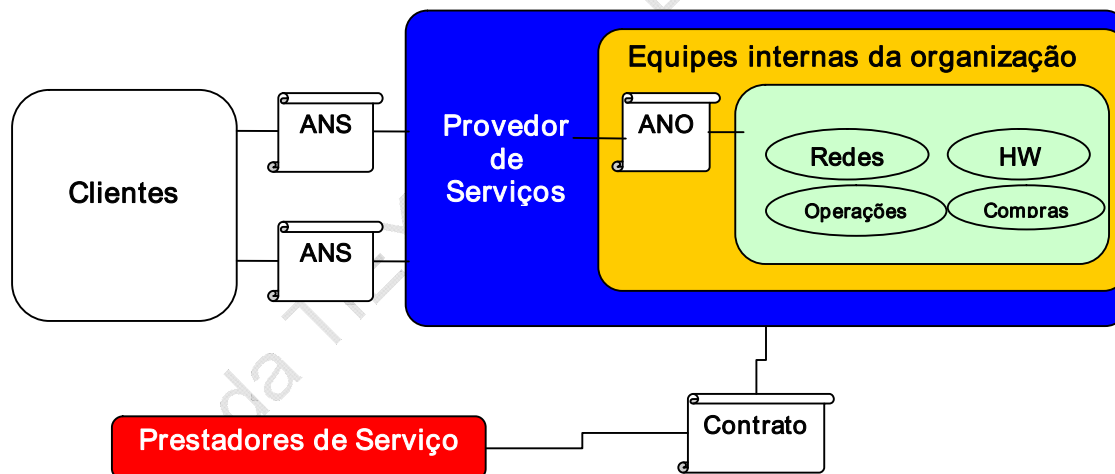 Equipes internas da organização
ANS
ANO
Provedor
de
Serviços
Redes
HW
Clientes
Operações
Compras
ANS
Contrato
Prestadores de Serviço